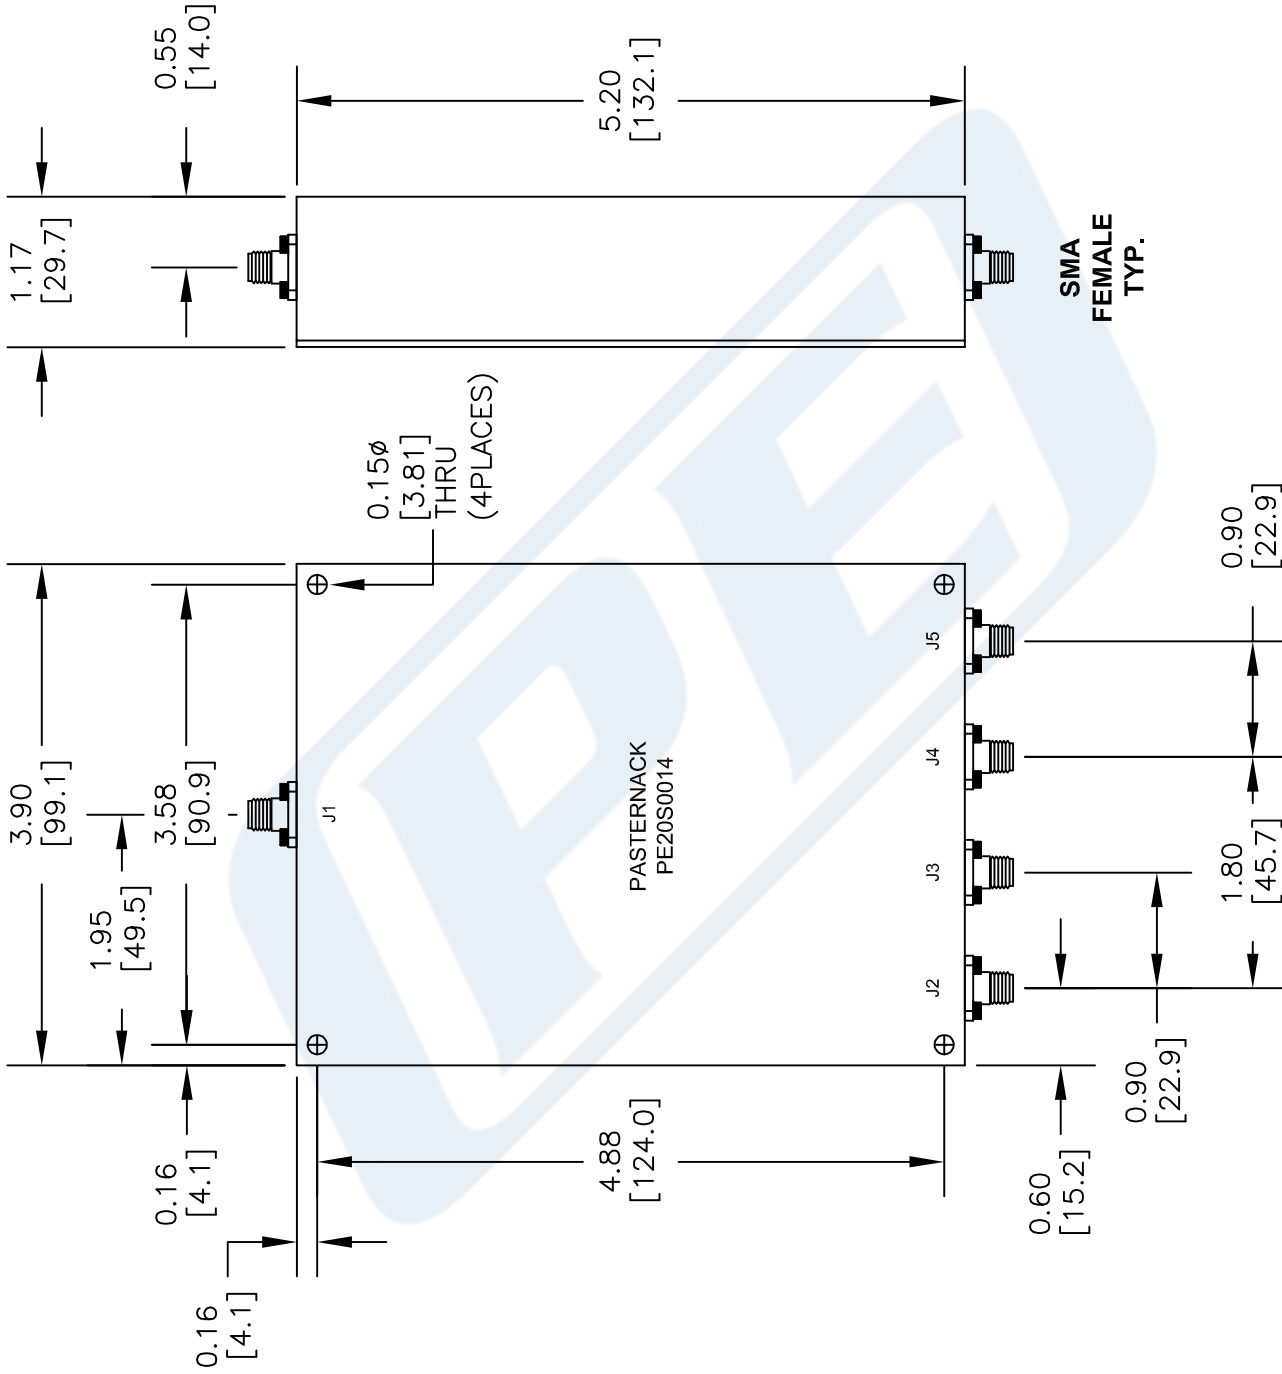 1.17
[29.7]
0.55
[14.0]
5.20
[132.1]
SMA
FEMALE
TYP.
0.15ø
[3.81]
THRU
(4PLACES)
3.90
[99.1]
3.58
[90.9]
1.95
[49.5]
0.16
[4.1]
0.16
[4.1]
4.88
[124.0]
J1
PASTERNACK
PE20S0014
J5
J4
J3
J2
0.90
[22.9]
1.80
[45.7]
0.90
[22.9]
0.60
[15.2]
PE